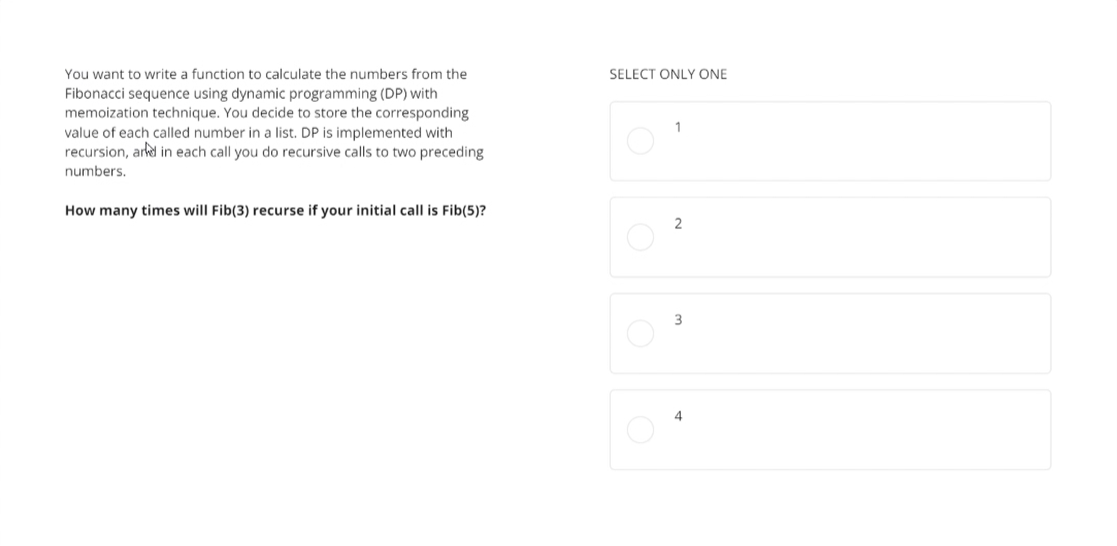 You want to write a function to calculate the numbers from the
Fibonacci sequence using dynamic programming (DP) with
memoization technique. You decide to store the corresponding
value of each called number in a list. DP is implemented with
recursion, and in each call you do recursive calls to two preceding
numbers.
How many times will Fib(3) recurse if your initial call is Fib(5)?
SELECT ONLY ONE
1
2
3
4